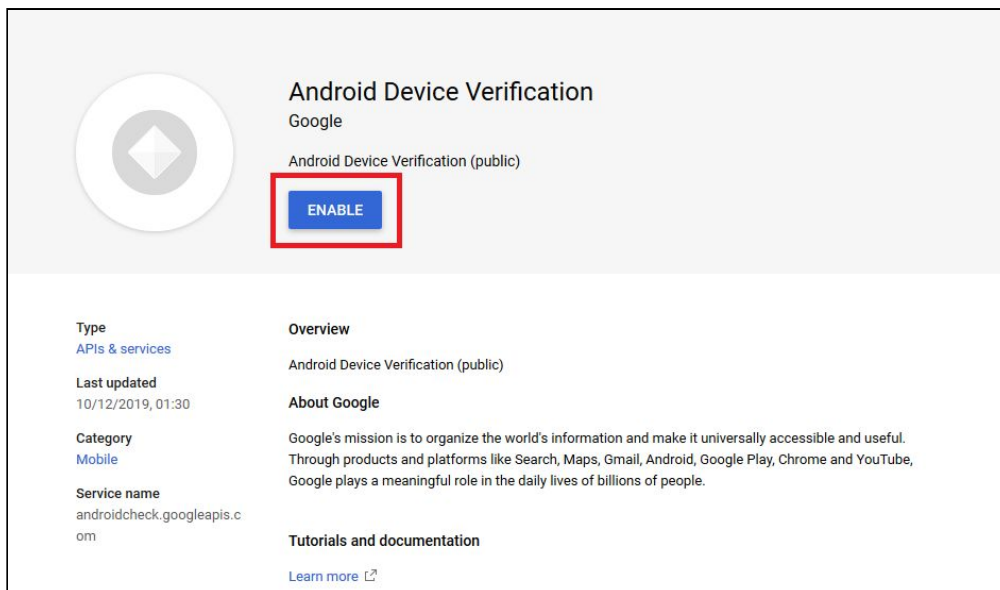 Android Device Verification
Google
Android Device Verification (public)
ENABLE
Type
APIs & services
Last updated
10/12/2019, 01:30
Category
Mobile
Service name
androidcheck.googleapis.c
om
Overview
Android Device Verification (public)
About Google
Google's mission is to organize the world's information and make it universally accessible and useful.
Through products and platforms like Search, Maps, Gmail, Android, Google Play, Chrome and YouTube,
Google plays a meaningful role in the daily lives of billions of people.
Tutorials and documentation
Learn more